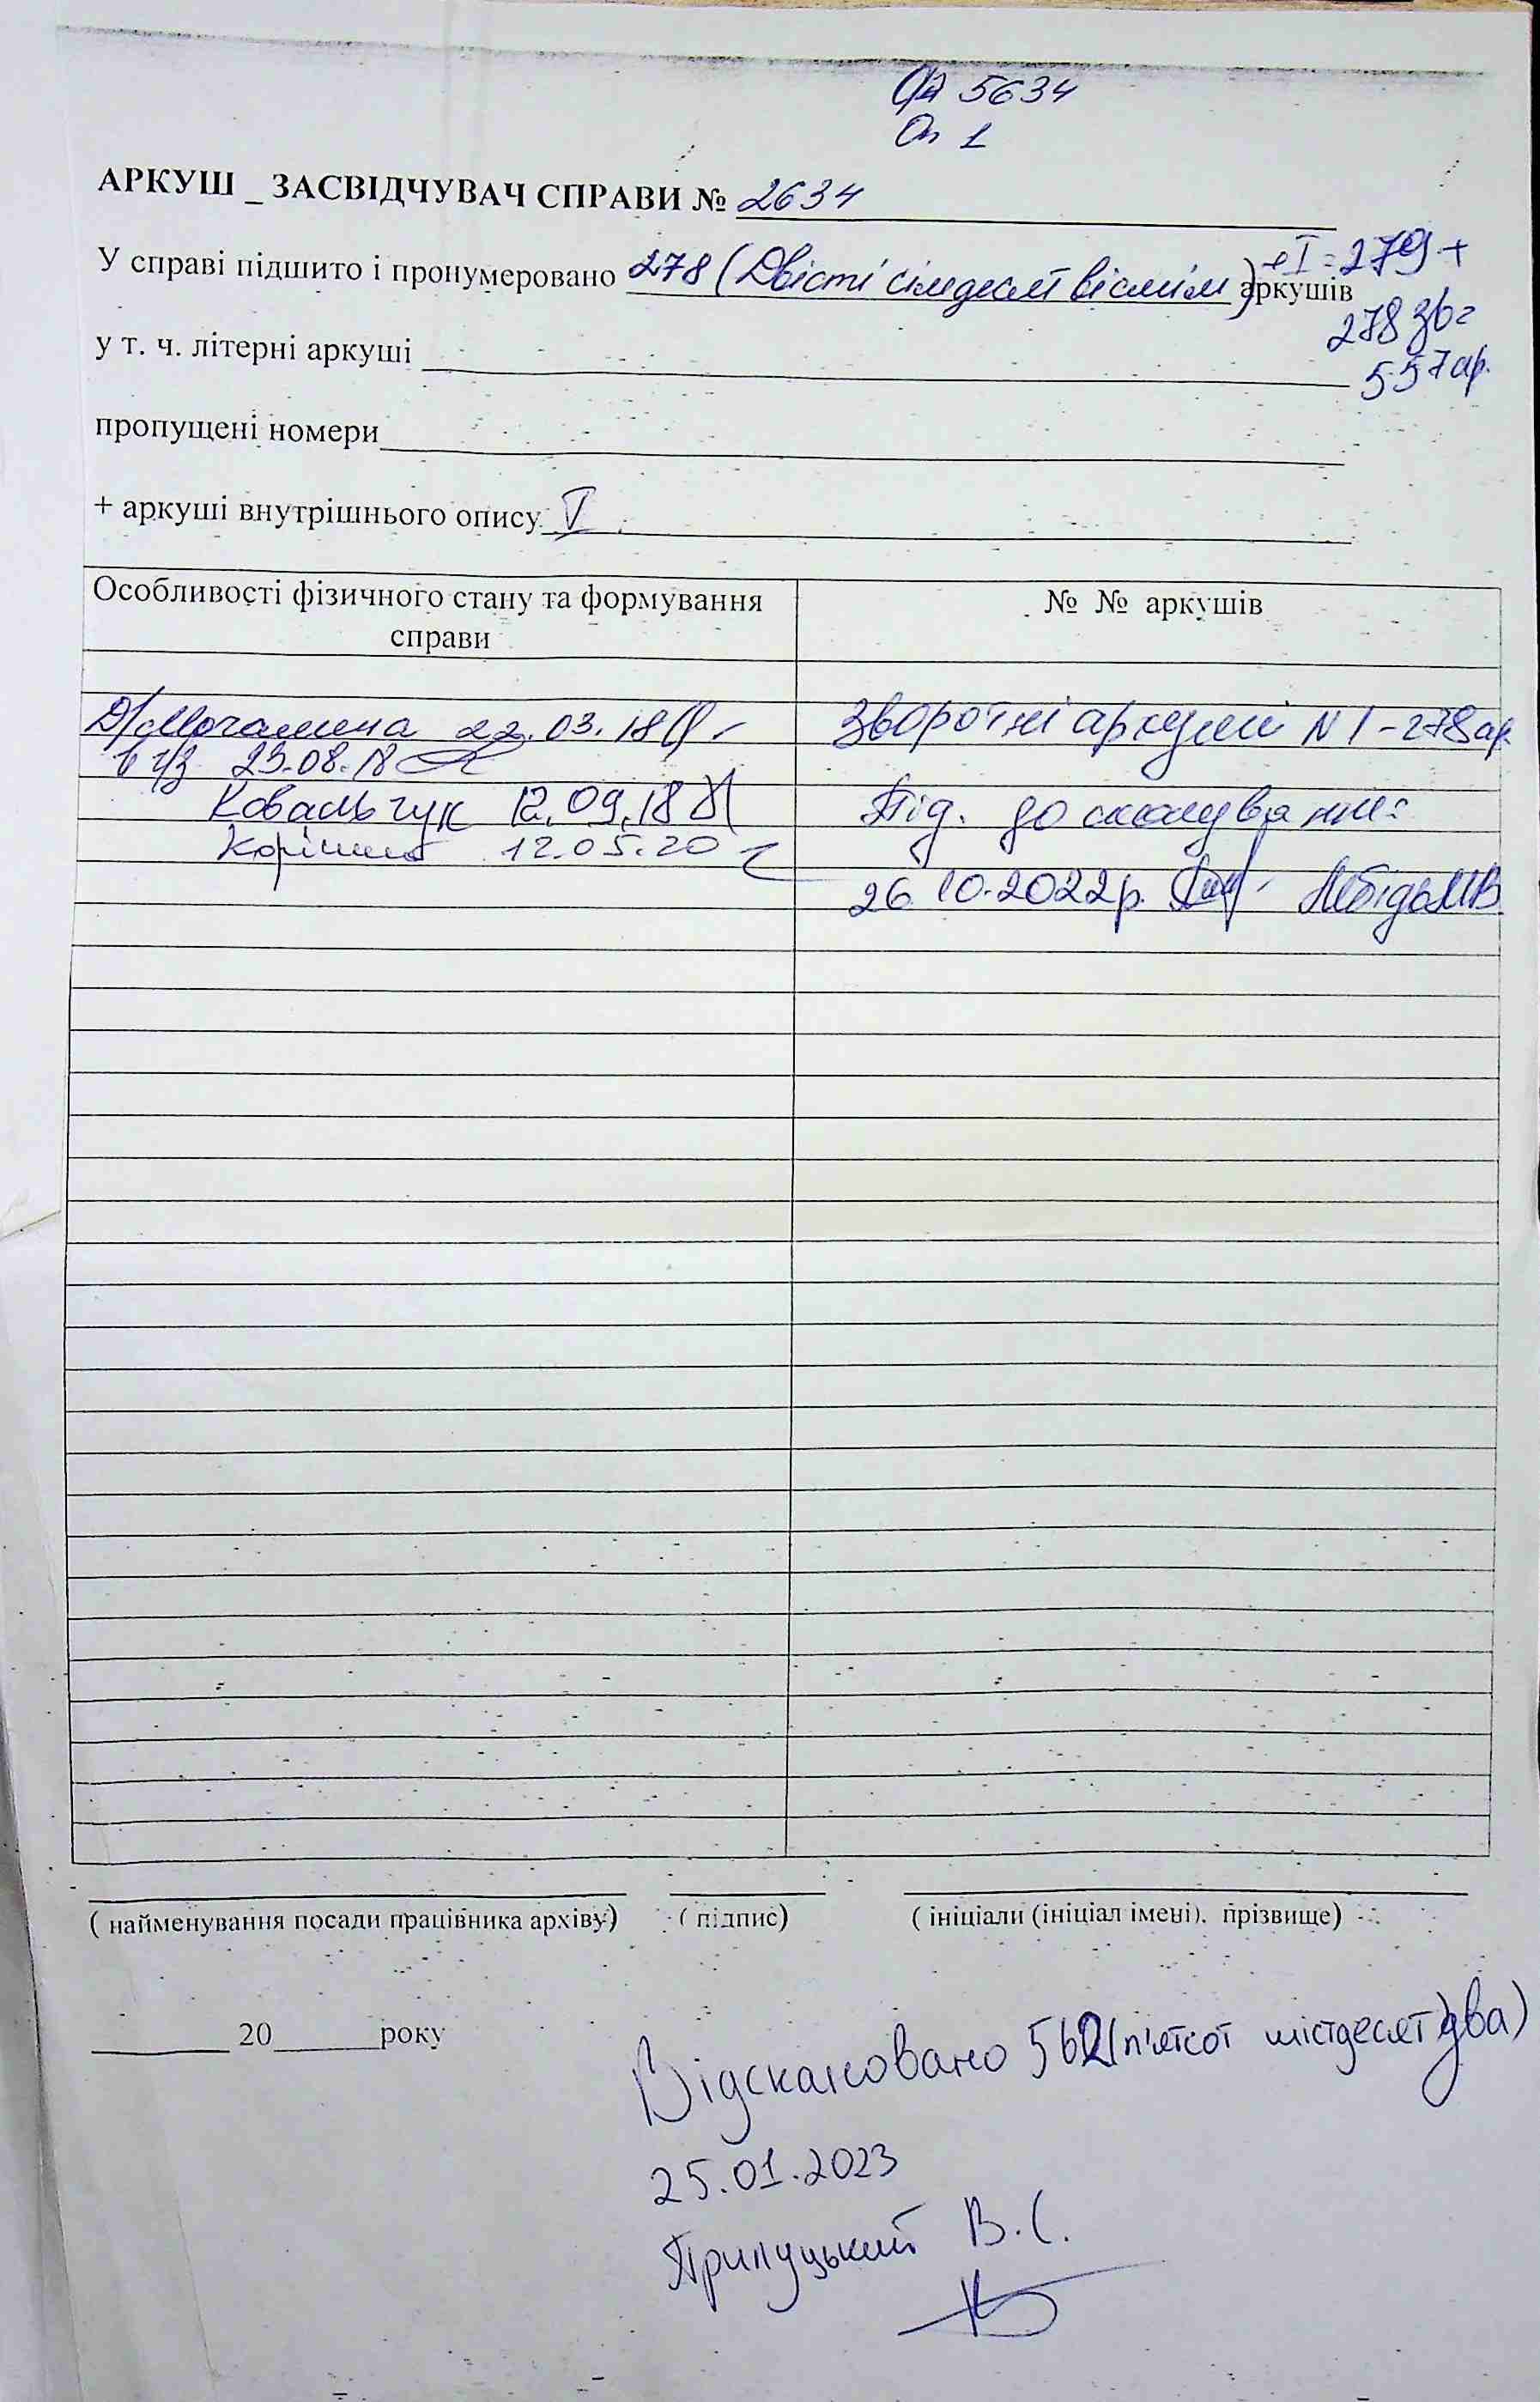 Фд 5634
Оп 1
АРКУШ _ ЗАСВІДЧУВАЧ СПРАВИ № 2634
У справі підшито і пронумеровано 278 (Двісті сімдесят вісім) аркушів
+ І = 279 +
278 зв =
557 ар.
у т. ч. літерні аркуші
пропущені номери
+ аркуші внутрішнього опису I
Особливості фізичного стану та формування справи
№ № аркушів
22.03.18
Зворотні аркуші N 1 - 278 ар.
в ч/з 23.08.18
Ковальчук 12.09.18
Під. до сканування:
12.05.20
26.10.2022р. Лебідь М В
( найменування посади працівника архіву)
( підпис)
( ініціали (ініціал імені), прізвище)
20 року
Відскановано 562 (п'ятсот шістдесят два)
25.01.2023
Прилуцький В.С.